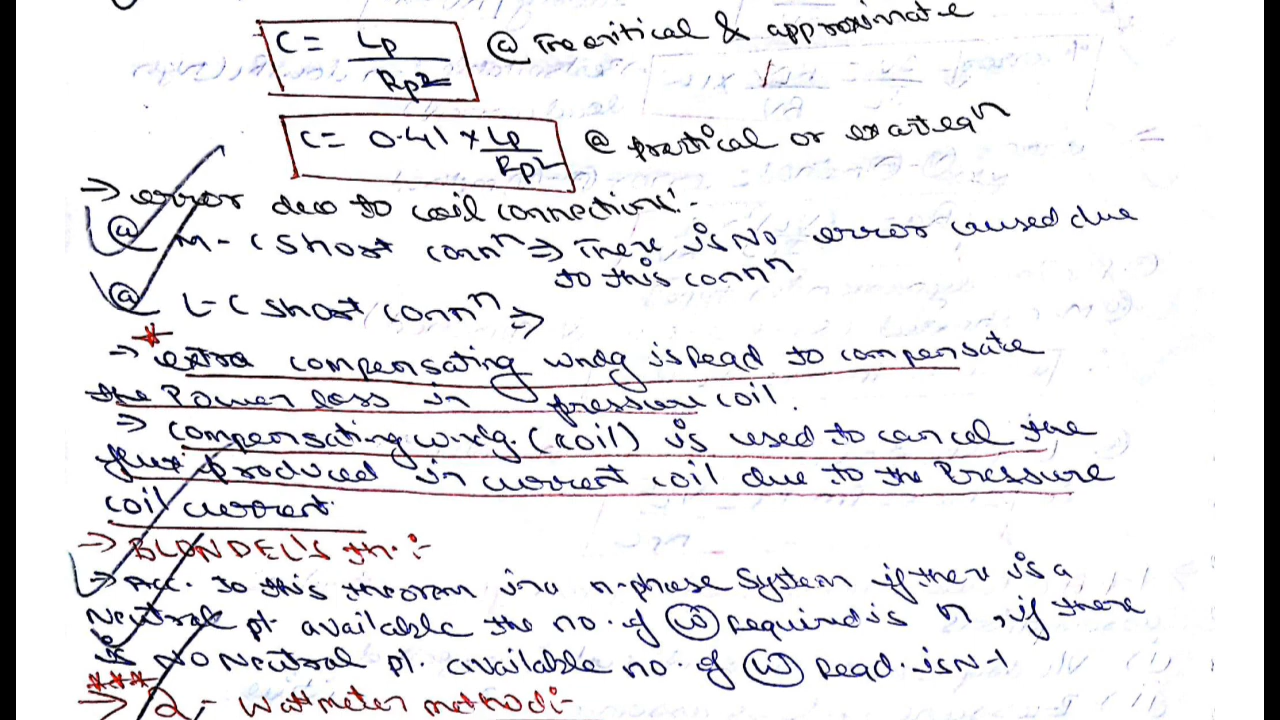 C = Lp / Rp² @ Theoritical & approximate
C = 0.41 × Lp / Rp² @ practical or exact eqⁿ
→ error due to coil connection:-
@ M-C Short connⁿ ⇒ There is No error caused due
to this connⁿ
@ L-C Short connⁿ ⇒
* → extra compensating wndg is Read to compensate
the Power loss in pressure coil.
⇒ compensating wndg. (coil) is used to cancel the
flux produced in current coil due to the Pressure
coil current.
→ BLONDEL'S th. :-
→ Acc. to this theorem in a n-phase System if there is a
Neutral pt. available the no. of Ⓦ Required is n, if there
is No Neutral pt. available no. of Ⓦ Read. is N-1
*** → 2 - Wattmeter method:-